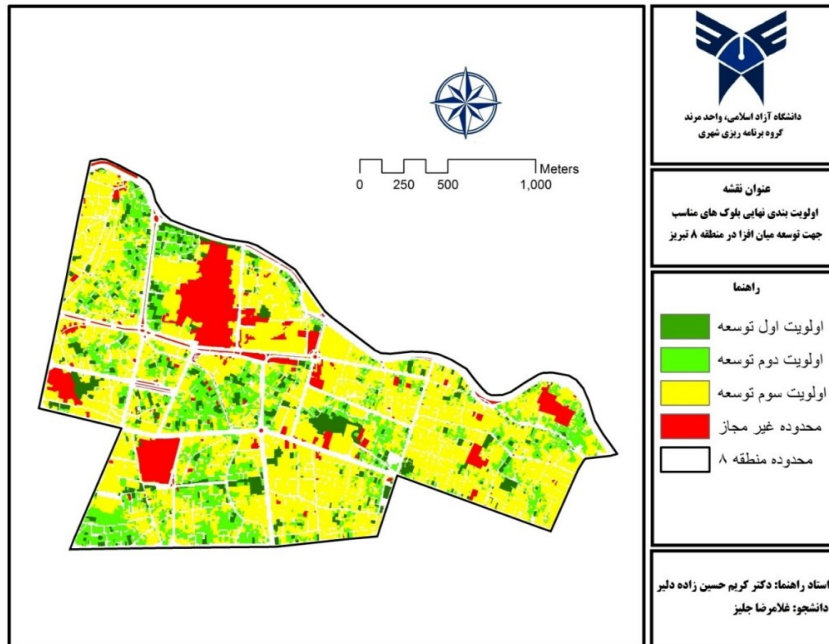 دانشگاه آزاد اسلامی، واحد مرند
گروه برنامه ریزی شهری
Meters
0 250 500 1,000
عنوان نقشه
اولویت بندی نهایی بلوک های مناسب
جهت توسعه میان افزا در منطقه ۸ تبریز
راهنما
اولویت اول توسعه
اولویت دوم توسعه
اولویت سوم توسعه
محدوده غیر مجاز
محدوده منطقه ۸
استاد راهنما: دکتر کریم حسین زاده دلیر
دانشجو: غلامرضا جلیز